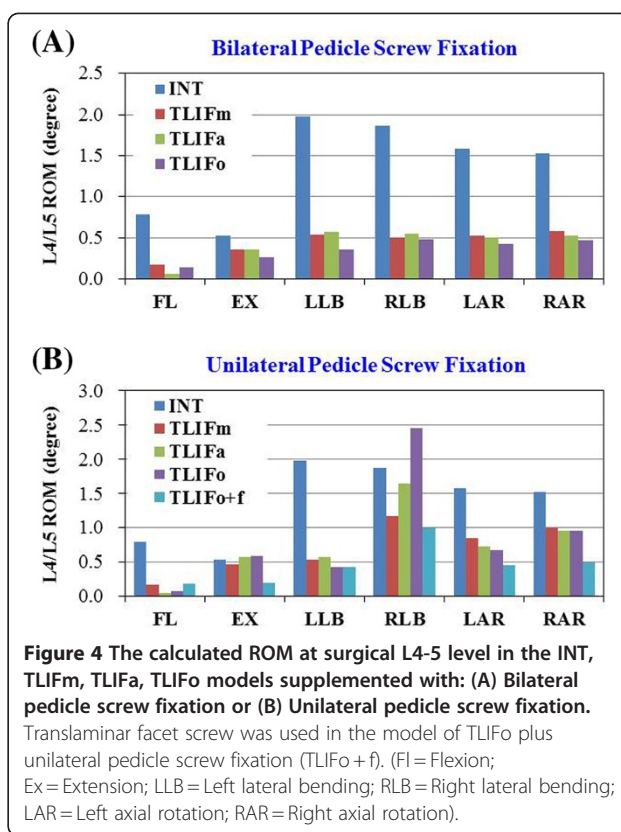 (A)
Bilateral Pedicle Screw Fixation
L4/L5 ROM (degree)
2.5
2.0
1.5
1.0
0.5
0.0
INT
TLIFm
TLIFa
TLIFo
FL EX LLB RLB LAR RAR
(B)
Unilateral Pedicle Screw Fixation
L4/L5 ROM (degree)
3.0
2.5
2.0
1.5
1.0
0.5
0.0
INT
TLIFm
TLIFa
TLIFo
TLIFo+f
FL EX LLB RLB LAR RAR
Figure 4 The calculated ROM at surgical L4-5 level in the INT,
TLIFm, TLIFa, TLIFo models supplemented with: (A) Bilateral
pedicle screw fixation or (B) Unilateral pedicle screw fixation.
Translaminar facet screw was used in the model of TLIFo plus
unilateral pedicle screw fixation (TLIFo + f). (Fl = Flexion;
Ex = Extension; LLB = Left lateral bending; RLB = Right lateral bending;
LAR = Left axial rotation; RAR = Right axial rotation).